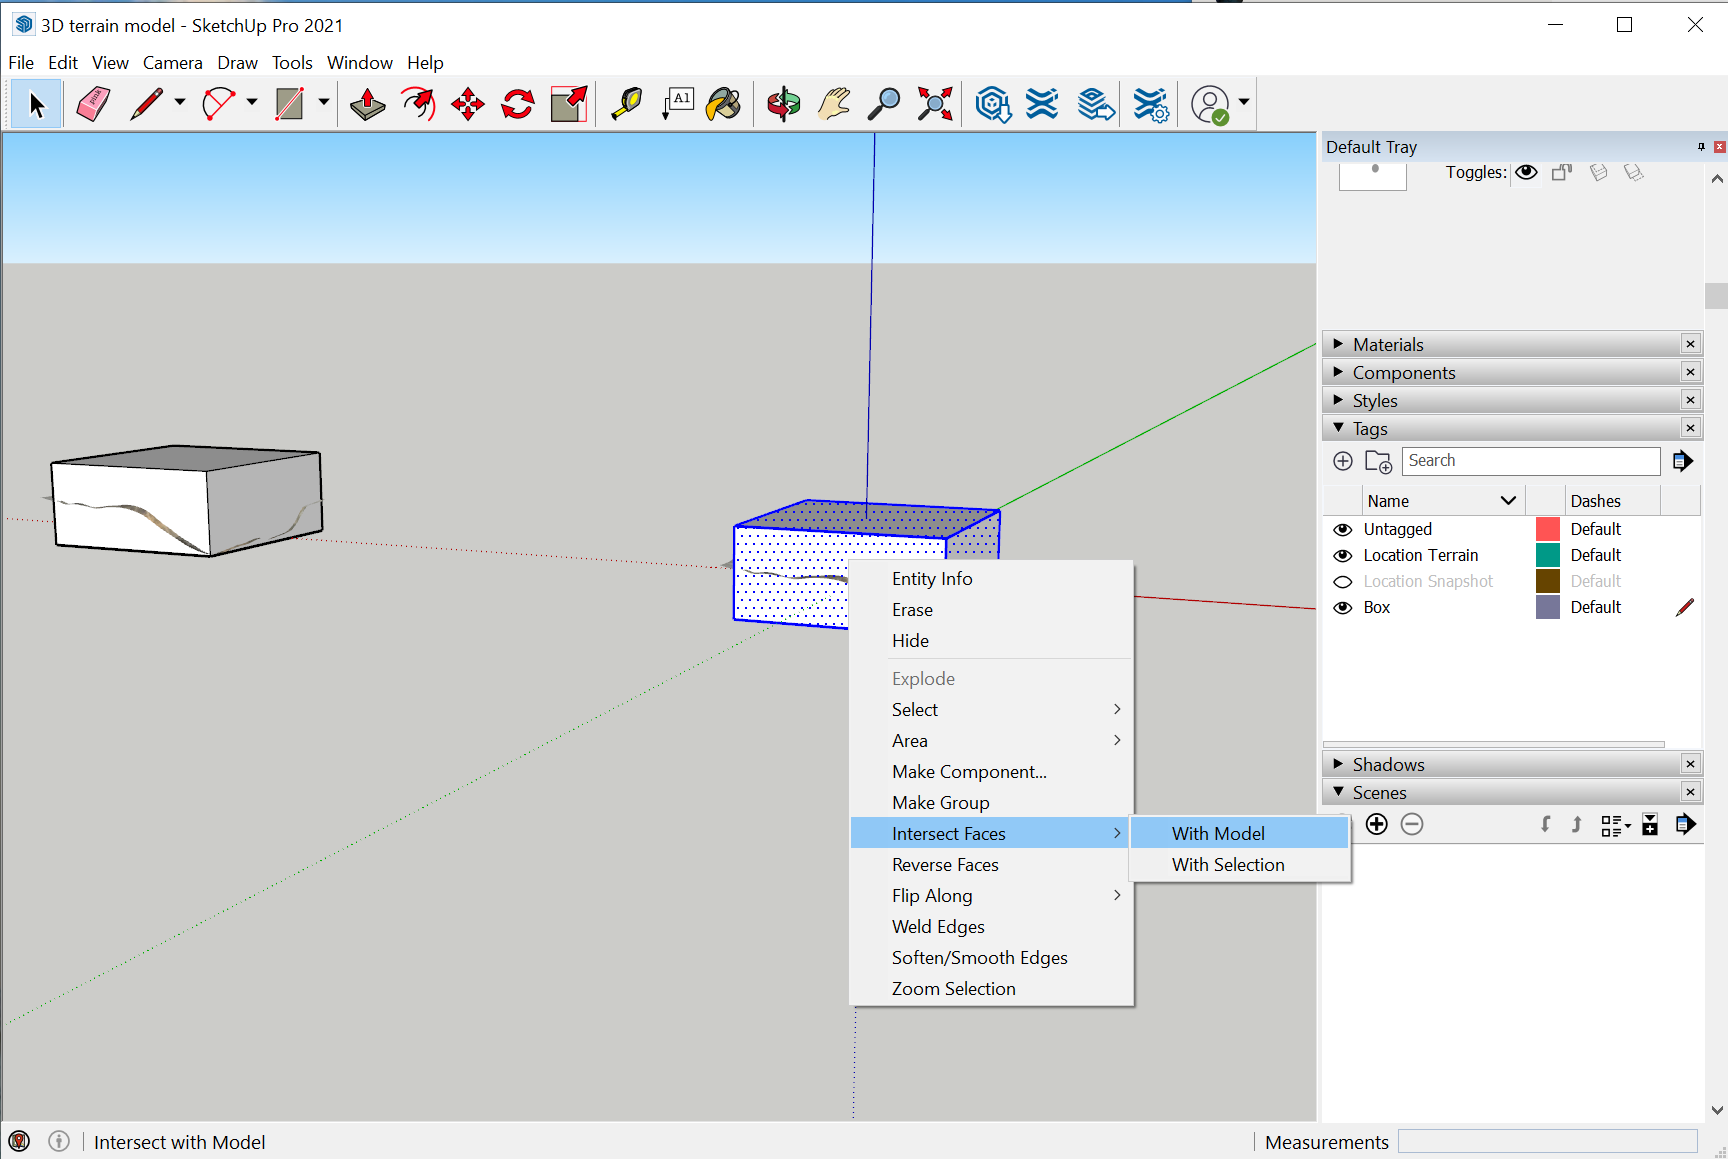 3D terrain model - SketchUp Pro 2021
File Edit View Camera Draw Tools Window Help
A1
Default Tray
Toggles:
Materials
Components
Styles
Tags
Search
Name Dashes
Untagged Default
Location Terrain Default
Location Snapshot Default
Box Default
Shadows
Scenes
Entity Info
Erase
Hide
Explode
Select
Area
Make Component...
Make Group
Intersect Faces
Reverse Faces
Flip Along
Weld Edges
Soften/Smooth Edges
Zoom Selection
With Model
With Selection
Intersect with Model
Measurements